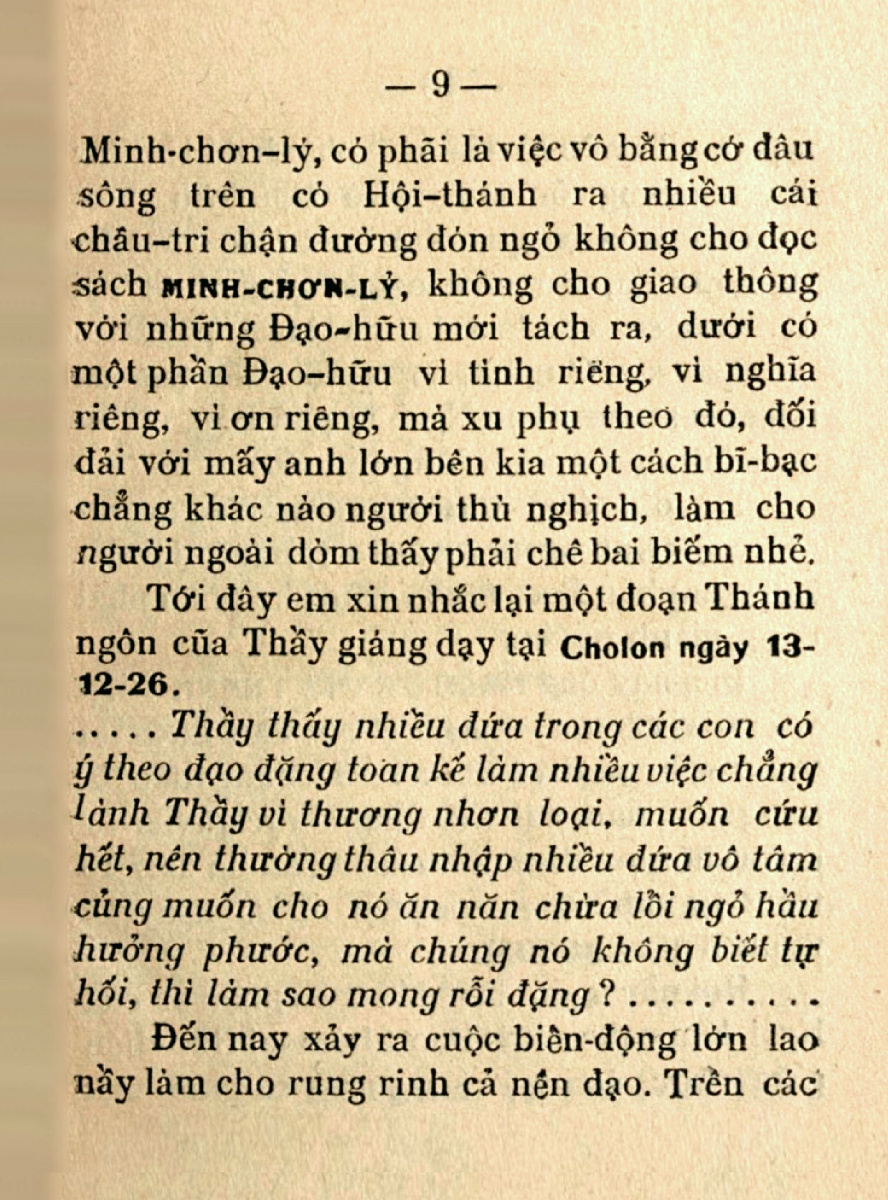 — 9 —
Minh-chơn-lý, có phãi là việc vô bằng cớ đâu
sông trên có Hội-thánh ra nhiều cái
châu-tri chận đường đón ngỏ không cho đọc
sách MINH-CHƠN-LÝ, không cho giao thông
với những Đạo-hữu mới tách ra, dưới có
một phần Đạo-hữu vì tình riêng, vì nghĩa
riêng, vì ơn riêng, mà xu phụ theo đó, đối
đải với mấy anh lớn bên kia một cách bĩ-bạc
chẳng khác nào người thù nghịch, làm cho
người ngoài dòm thấy phải chê bai biếm nhẻ.
Tới đây em xin nhắc lại một đoạn Thánh
ngôn cũa Thầy giáng dạy tại Cholon ngày 13-
12-26.
..... Thầy thấy nhiều đứa trong các con có
ý theo đạo đặng toan kế làm nhiều việc chẳng
lành Thầy vì thương nhơn loại, muốn cứu
hết, nên thường thâu nhập nhiều đứa vô tâm
củng muốn cho nó ăn năn chừa lồi ngỏ hầu
hưởng phước, mà chúng nó không biết tự
hối, thì làm sao mong rỗi đặng ? ..........
Đến nay xảy ra cuộc biền-động lớn lao
nầy làm cho rung rinh cả nền đạo. Trền các